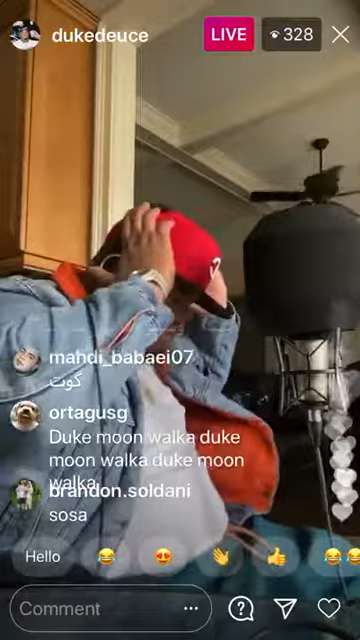 dukedeuce
LIVE
328
mahdi_babaei07
گوت
ortagusg
Duke moon walka duke
moon walka duke moon
walka
brandon.soldani
sosa
Hello
Comment